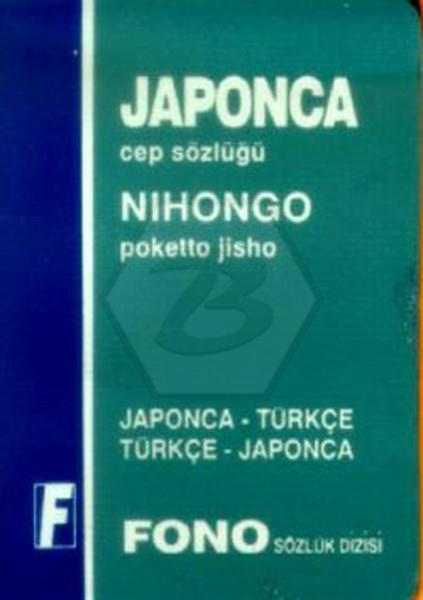 JAPONCA
cep sözlüğü
NIHONGO
poketto jisho
B
JAPONCA - TÜRKÇE
TÜRKÇE - JAPONCA
F
FONO SÖZLÜK DİZİSİ